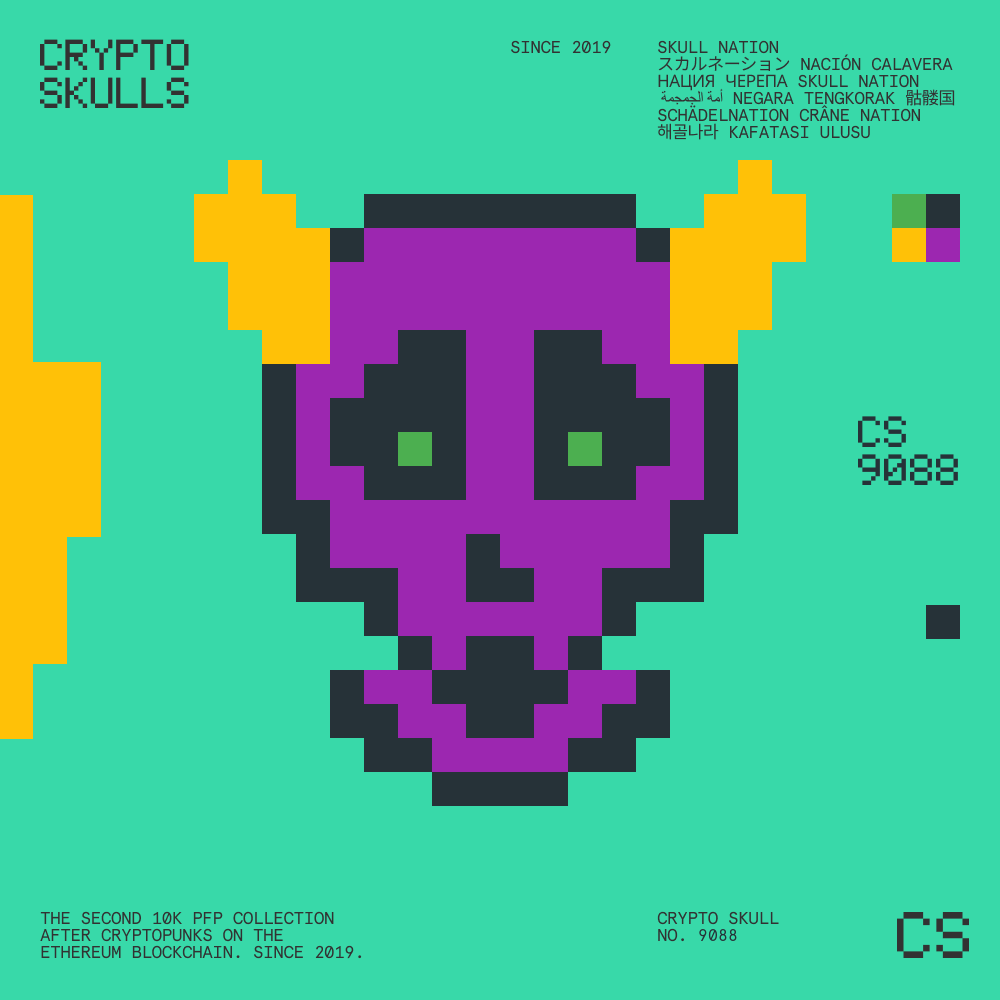 CRYPTO
SKULLS
SINCE 2019
SKULL NATION
スカルネーション NACIÓN CALAVERA
НАЦИЯ ЧЕРЕПА SKULL NATION
أمة الجمجمة NEGARA TENGKORAK 骷髅国
SCHÄDELNATION CRÂNE NATION
해골나라 KAFATASI ULUSU
CS
9088
THE SECOND 10K PFP COLLECTION
AFTER CRYPTOPUNKS ON THE
ETHEREUM BLOCKCHAIN. SINCE 2019.
CRYPTO SKULL
NO. 9088
CS